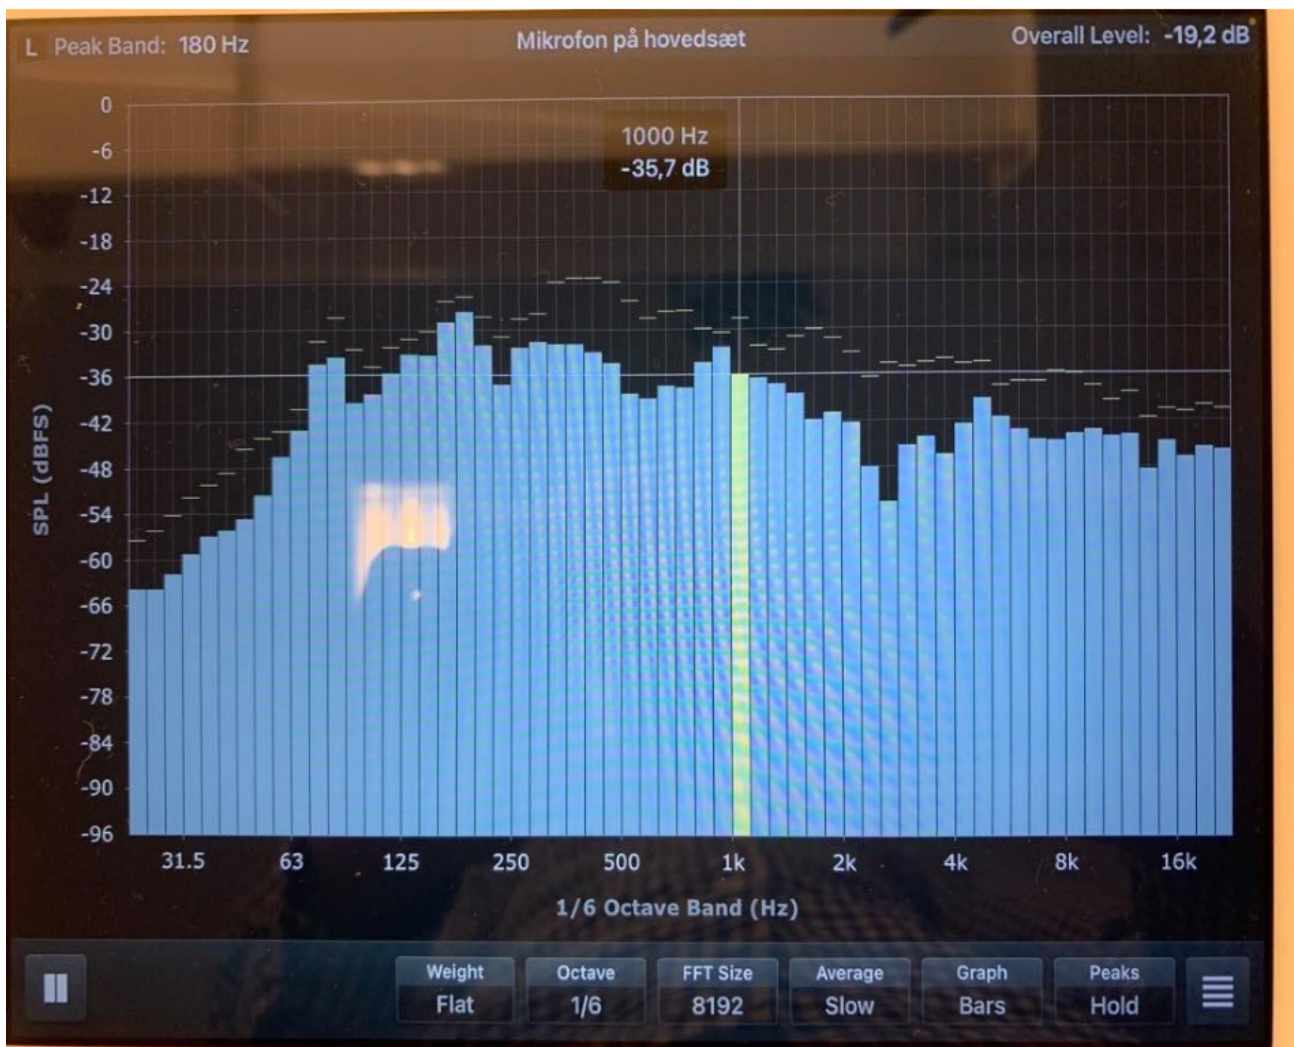 L Peak Band: 180 Hz
Mikrofon på hovedsæt
Overall Level: -19,2 dB
1000 Hz
-35,7 dB
0
-6
-12
-18
-24
-30
-36
-42
-48
-54
-60
-66
-72
-78
-84
-90
-96
SPL (dBFS)
31.5 63 125 250 500 1k 2k 4k 8k 16k
1/6 Octave Band (Hz)
Weight Octave FFT Size Average Graph Peaks
Flat 1/6 8192 Slow Bars Hold